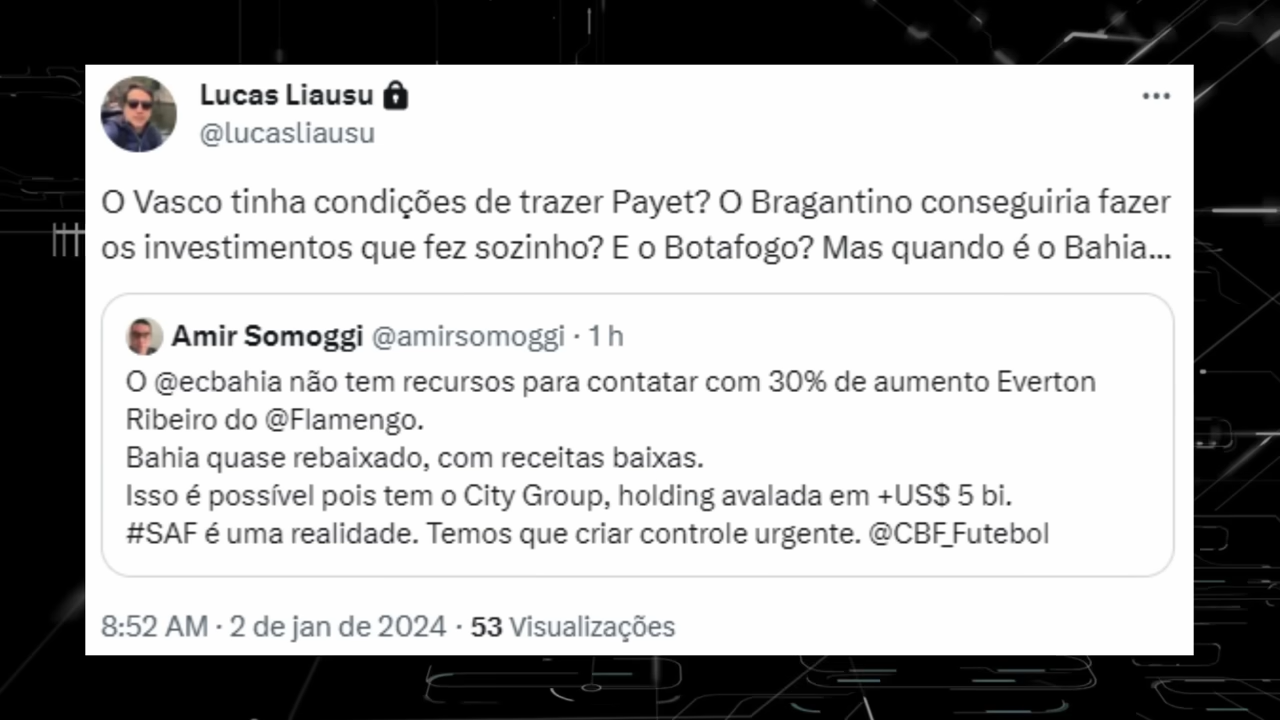 Lucas Liausu
@lucasliausu
O Vasco tinha condições de trazer Payet? O Bragantino conseguiria fazer
os investimentos que fez sozinho? E o Botafogo? Mas quando é o Bahia...
Amir Somoggi @amirsomoggi · 1 h
O @ecbahia não tem recursos para contatar com 30% de aumento Everton
Ribeiro do @Flamengo.
Bahia quase rebaixado, com receitas baixas.
Isso é possível pois tem o City Group, holding avalada em +US$ 5 bi.
#SAF é uma realidade. Temos que criar controle urgente. @CBF_Futebol
8:52 AM · 2 de jan de 2024 · 53 Visualizações